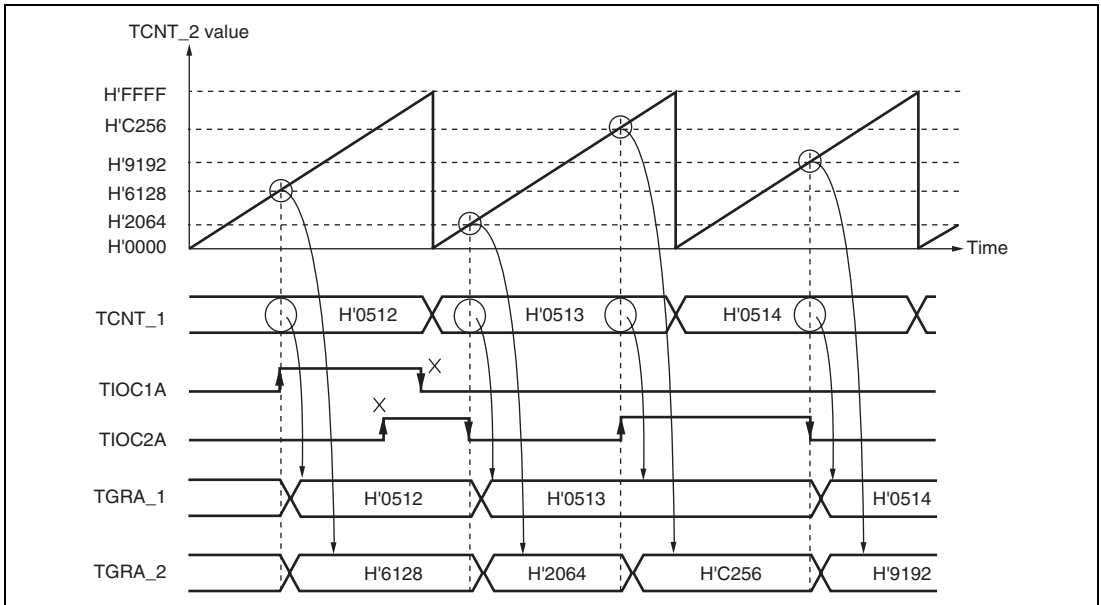 TCNT_2 value
H'FFFF
H'C256
H'9192
H'6128
H'2064
H'0000
Time
TCNT_1 H'0512 H'0513 H'0514
TIOC1A
TIOC2A
TGRA_1 H'0512 H'0513 H'0514
TGRA_2 H'6128 H'2064 H'C256 H'9192